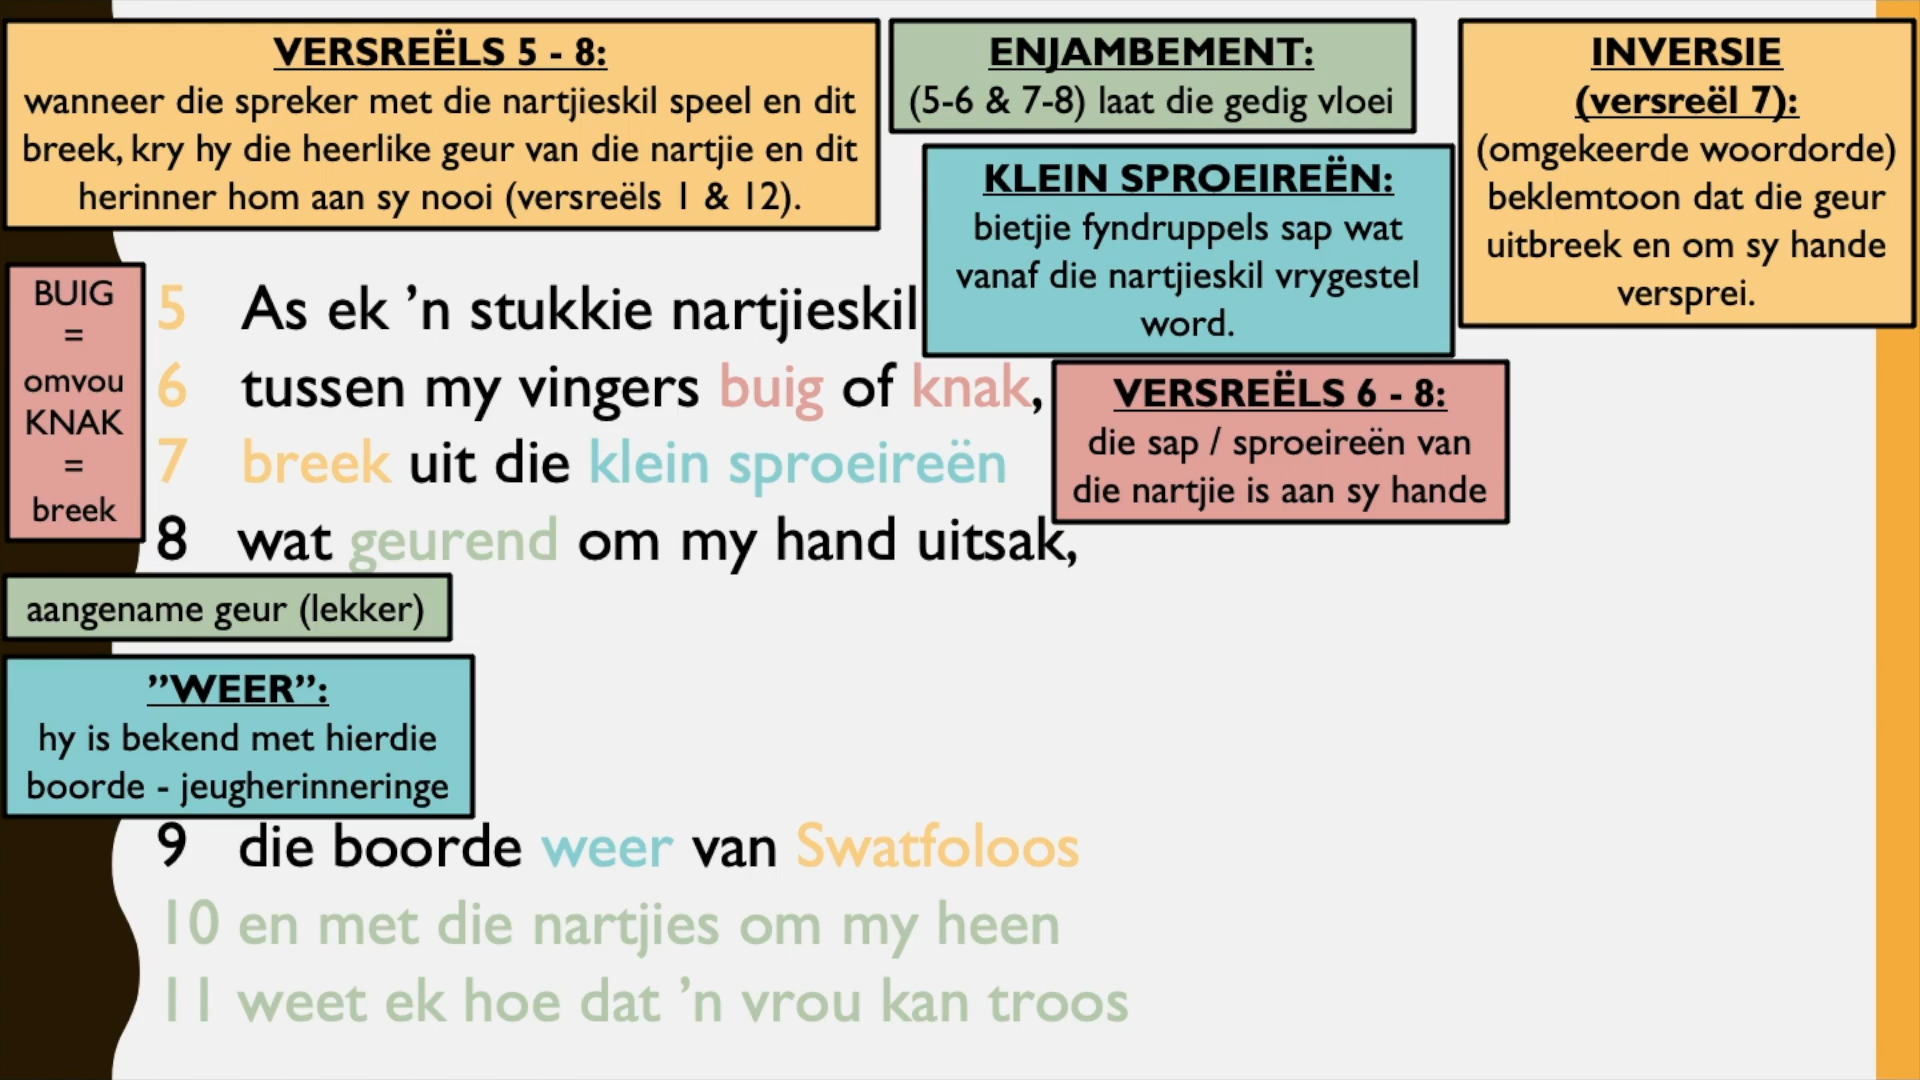 VERSREËLS 5 - 8:
wanneer die spreker met die nartjieskil speel en dit
breek, kry hy die heerlike geur van die nartjie en dit
herinner hom aan sy nooi (versreëls 1 & 12).
ENJAMBEMENT:
(5-6 & 7-8) laat die gedig vloei
INVERSIE
(versreël 7):
(omgekeerde woordorde)
beklemtoon dat die geur
uitbreek en om sy hande
versprei.
KLEIN SPROEIREËN:
bietjie fyndruppels sap wat
vanaf die nartjieskil vrygestel
word.
BUIG
=
omvou
KNAK
=
breek
5 As ek ’n stukkie nartjieskil
6 tussen my vingers buig of knak,
7 breek uit die klein sproeireën
8 wat geurend om my hand uitsak,
VERSREËLS 6 - 8:
die sap / sproeireën van
die nartjie is aan sy hande
aangename geur (lekker)
”WEER”:
hy is bekend met hierdie
boorde - jeugherinneringe
9 die boorde weer van Swatfoloos
10 en met die nartjies om my heen
11 weet ek hoe dat ’n vrou kan troos